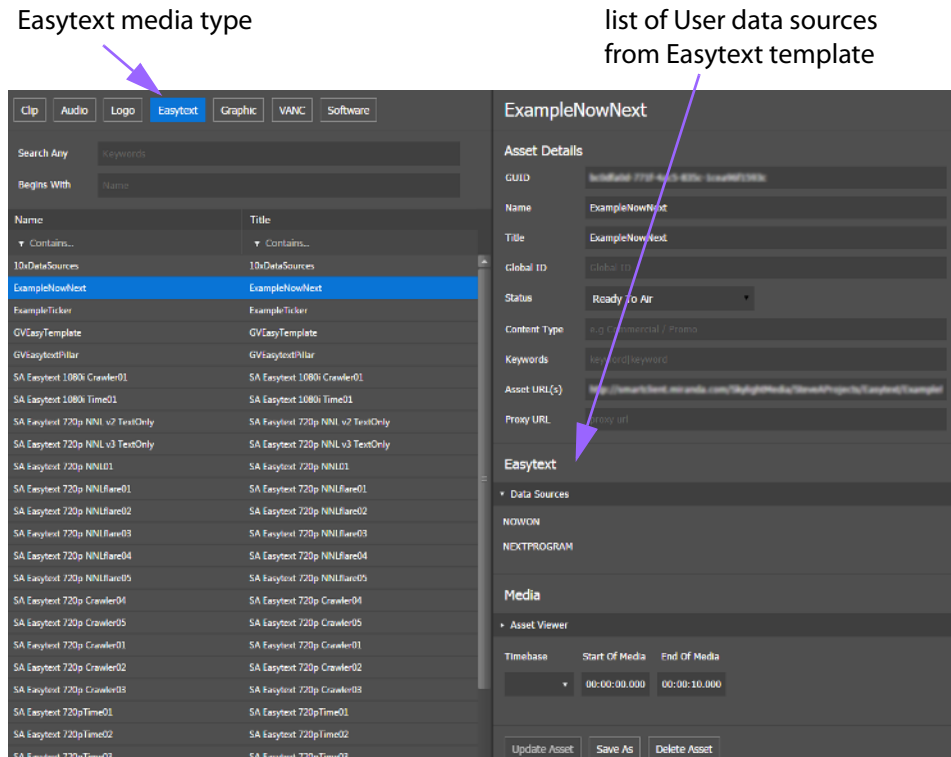 Easytext media type
list of User data sources
from Easytext template
Clip Audio Logo Easytext Graphic VANC Software
Search Any Keywords
Begins With Name
Name Title
Contains... Contains...
10xDataSources 10xDataSources
ExampleNowNext ExampleNowNext
ExampleTicker ExampleTicker
GVEasyTemplate GVEasyTemplate
GVEasytextPillar GVEasytextPillar
SA Easytext 1080i Crawler01 SA Easytext 1080i Crawler01
SA Easytext 1080i Time01 SA Easytext 1080i Time01
SA Easytext 720p NNL v2 TextOnly SA Easytext 720p NNL v2 TextOnly
SA Easytext 720p NNL v3 TextOnly SA Easytext 720p NNL v3 TextOnly
SA Easytext 720p NNL01 SA Easytext 720p NNL01
SA Easytext 720p NNLflare01 SA Easytext 720p NNLflare01
SA Easytext 720p NNLflare02 SA Easytext 720p NNLflare02
SA Easytext 720p NNLflare03 SA Easytext 720p NNLflare03
SA Easytext 720p NNLflare04 SA Easytext 720p NNLflare04
SA Easytext 720p NNLflare05 SA Easytext 720p NNLflare05
SA Easytext 720p Crawler04 SA Easytext 720p Crawler04
SA Easytext 720p Crawler05 SA Easytext 720p Crawler05
SA Easytext 720p Crawler01 SA Easytext 720p Crawler01
SA Easytext 720p Crawler02 SA Easytext 720p Crawler02
SA Easytext 720p Crawler03 SA Easytext 720p Crawler03
SA Easytext 720pTime01 SA Easytext 720pTime01
SA Easytext 720pTime02 SA Easytext 720pTime02
SA Easytext 720pTime03 SA Easytext 720pTime03
ExampleNowNext
Asset Details
GUID
Name ExampleNowNext
Title ExampleNowNext
Global ID Global ID
Status Ready To Air
Content Type e.g Commercial / Promo
Keywords keyword|keyword
Asset URL(s)
Proxy URL proxy url
Easytext
Data Sources
NOWON
NEXTPROGRAM
Media
Asset Viewer
Timebase Start Of Media End Of Media
00:00:00.000 00:00:10.000
Update Asset Save As Delete Asset